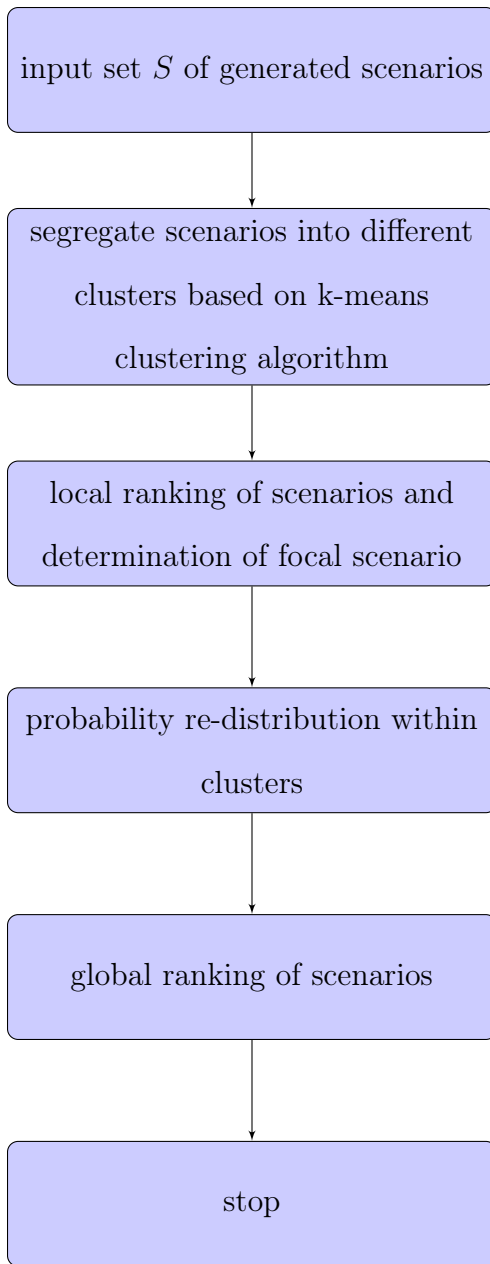 input set S of generated scenarios
segregate scenarios into different
clusters based on k-means
clustering algorithm
local ranking of scenarios and
determination of focal scenario
probability re-distribution within
clusters
global ranking of scenarios
stop